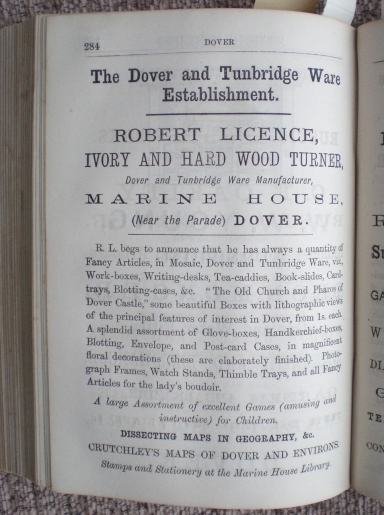 284 DOVER
The Dover and Tunbridge Ware
Establishment.
ROBERT LICENCE,
IVORY AND HARD WOOD TURNER,
Dover and Tunbridge Ware Manufacturer,
MARINE HOUSE,
(Near the Parade) DOVER.
R. L. begs to announce that he has always a quantity of
Fancy Articles, in Mosaic, Dover and Tunbridge Ware, viz.,
Work-boxes, Writing-desks, Tea-caddies, Book-slides, Card-
trays, Blotting-cases, &c. "The Old Church and Pharos of
Dover Castle," some beautiful Boxes with lithographic views
of the principal features of interest in Dover, from 1s. each.
A splendid assortment of Glove-boxes, Handkerchief-boxes,
Blotting, Envelope, and Post-card Cases, in magnificent
floral decorations (these are elaborately finished). Photo-
graph Frames, Watch Stands, Thimble Trays, and all Fancy
Articles for the lady's boudoir.
A large Assortment of excellent Games (amusing and
instructive) for Children.
DISSECTING MAPS IN GEOGRAPHY, &c.
CRUTCHLEY'S MAPS OF DOVER AND ENVIRONS.
Stamps and Stationery at the Marine House Library.